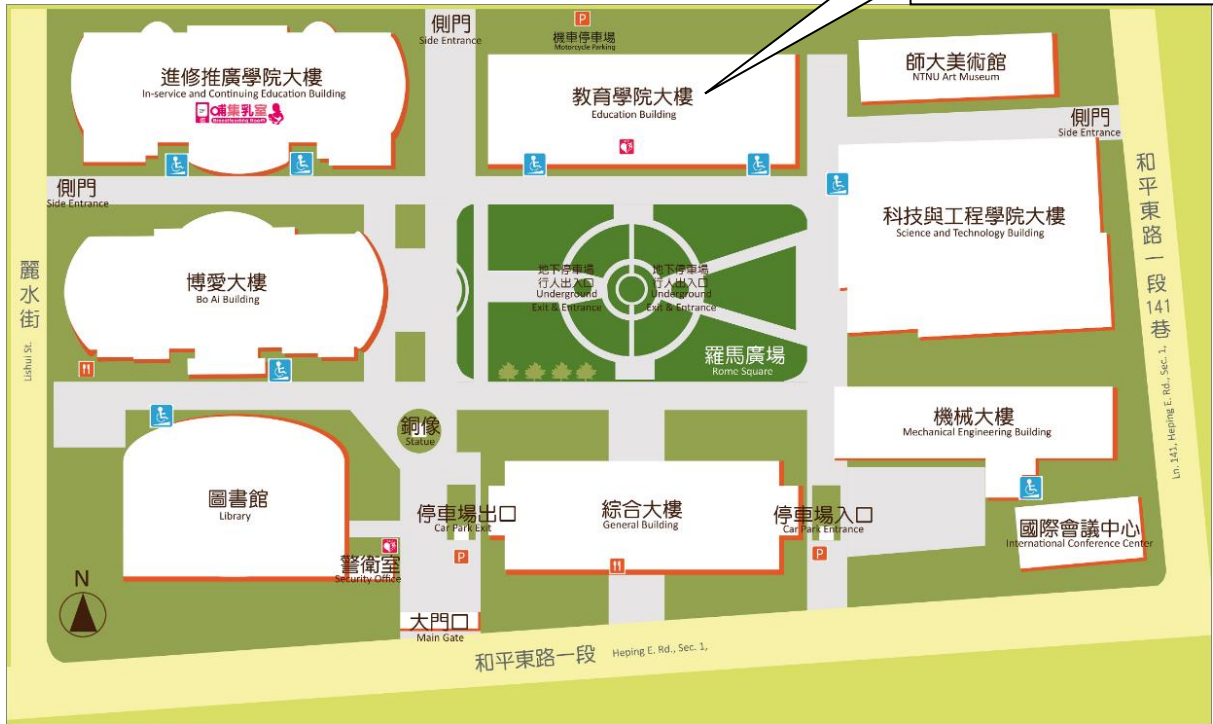 側門
Side Entrance
P
機車停車場
Motorcycle Parking
進修推廣學院大樓
In-service and Continuing Education Building
哺集乳室
Breastfeeding Room
教育學院大樓
Education Building
師大美術館
NTNU Art Museum
側門
Side Entrance
側門
Side Entrance
科技與工程學院大樓
Science and Technology Building
和平東路一段141巷
Ln. 141, Heping E. Rd., Sec. 1,
麗水街
Lishui St.
博愛大樓
Bo Ai Building
地下停車場
行人出入口
Underground
Exit & Entrance
地下停車場
行人出入口
Underground
Exit & Entrance
羅馬廣場
Rome Square
銅像
Statue
機械大樓
Mechanical Engineering Building
圖書館
Library
停車場出口
Car Park Exit
P
綜合大樓
General Building
停車場入口
Car Park Entrance
P
國際會議中心
International Conference Center
警衛室
Security Office
N
大門口
Main Gate
和平東路一段 Heping E. Rd., Sec. 1,